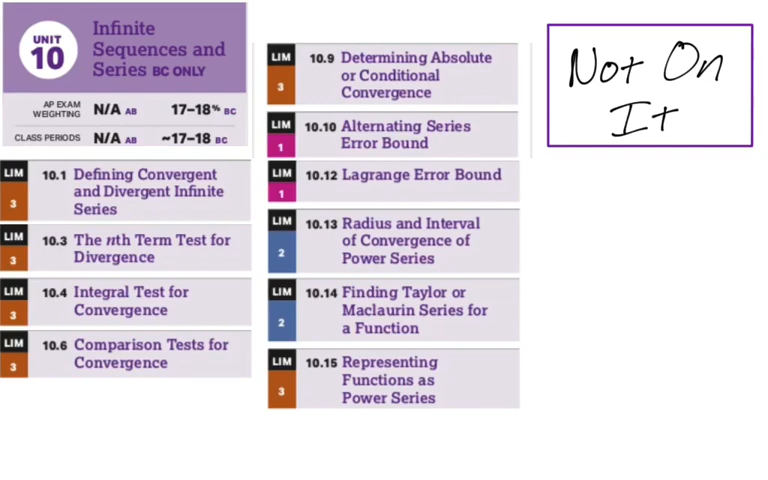 UNIT
10
Infinite
Sequences and
Series BC ONLY
AP EXAM
WEIGHTING
N/A AB
17–18% BC
CLASS PERIODS
N/A AB
~17–18 BC
LIM
3
10.1 Defining Convergent
and Divergent Infinite
Series
LIM
3
10.3 The nth Term Test for
Divergence
LIM
3
10.4 Integral Test for
Convergence
LIM
3
10.6 Comparison Tests for
Convergence
LIM
3
10.9 Determining Absolute
or Conditional
Convergence
LIM
1
10.10 Alternating Series
Error Bound
LIM
1
10.12 Lagrange Error Bound
LIM
2
10.13 Radius and Interval
of Convergence of
Power Series
LIM
2
10.14 Finding Taylor or
Maclaurin Series for
a Function
LIM
3
10.15 Representing
Functions as
Power Series
Not On
It